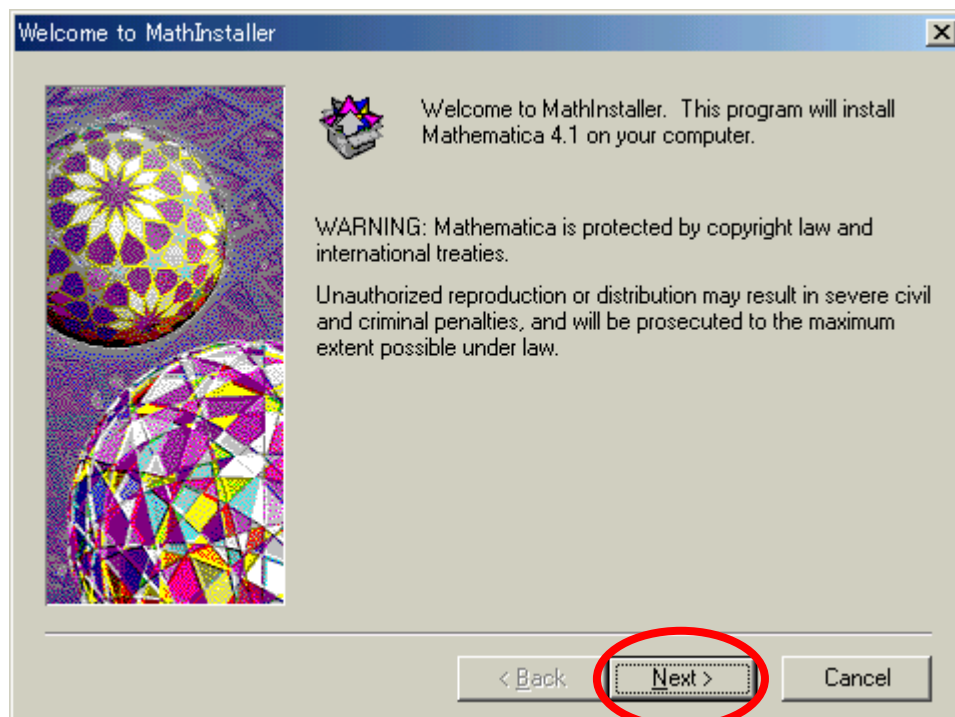 Welcome to MathInstaller
Welcome to MathInstaller. This program will install
Mathematica 4.1 on your computer.
WARNING: Mathematica is protected by copyright law and
international treaties.
Unauthorized reproduction or distribution may result in severe civil
and criminal penalties, and will be prosecuted to the maximum
extent possible under law.
< Back Next > Cancel